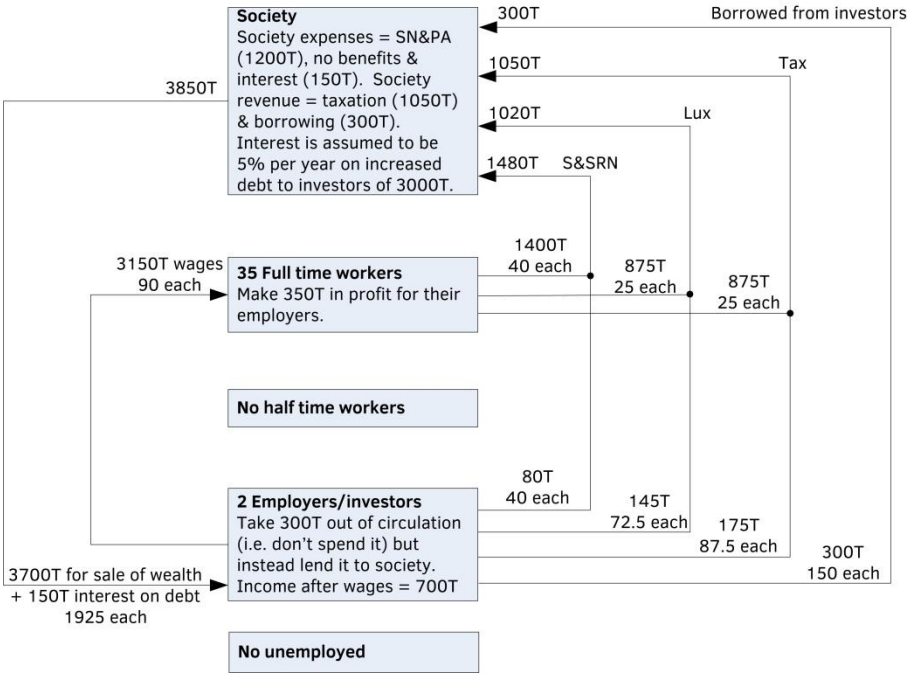 Society
Society expenses = SN&PA
(1200T), no benefits &
interest (150T).  Society
revenue = taxation (1050T)
& borrowing (300T).
Interest is assumed to be
5% per year on increased
debt to investors of 3000T.
300T
Borrowed from investors
1050T
Tax
1020T
Lux
1480T
S&SRN
3850T
3150T wages
90 each
35 Full time workers
Make 350T in profit for their
employers.
1400T
40 each
875T
25 each
875T
25 each
No half time workers
2 Employers/investors
Take 300T out of circulation
(i.e. don't spend it) but
instead lend it to society.
Income after wages = 700T
80T
40 each
145T
72.5 each
175T
87.5 each
300T
150 each
3700T for sale of wealth
+ 150T interest on debt
1925 each
No unemployed